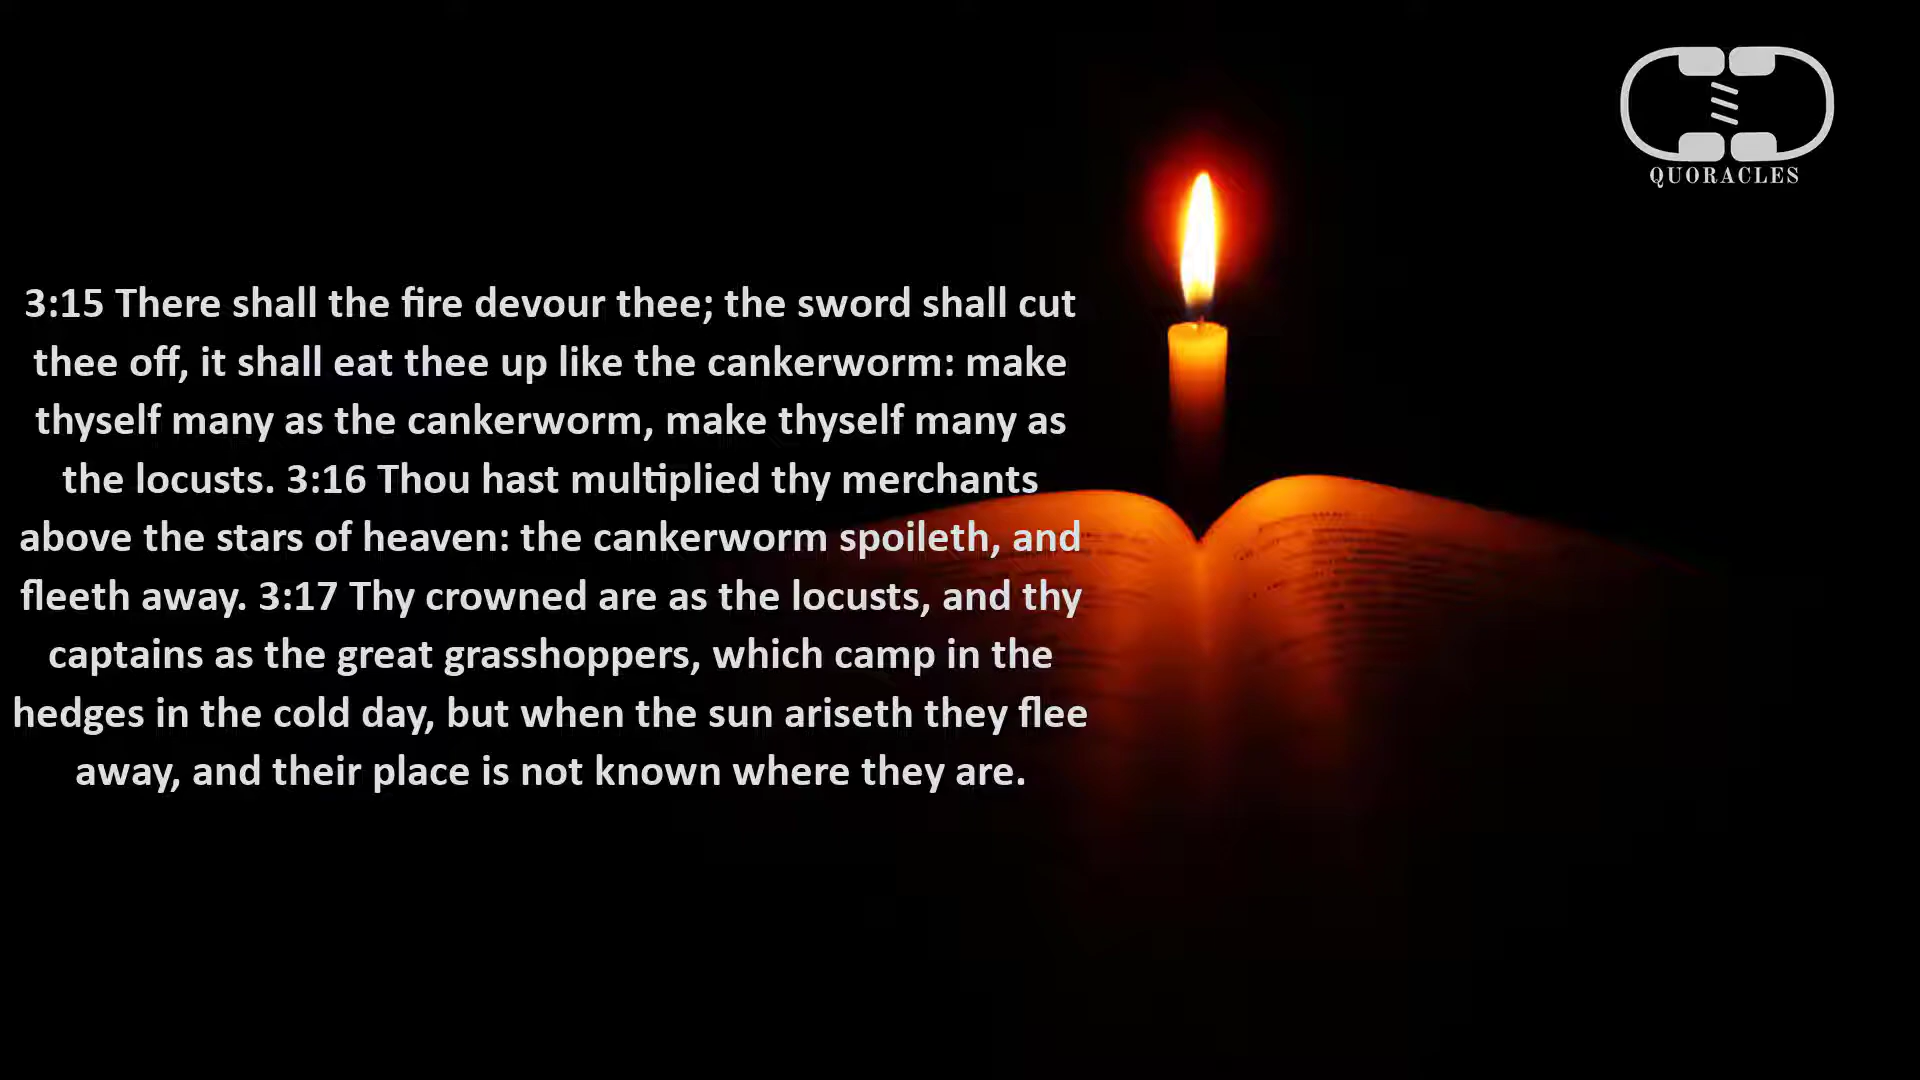 QUORACLES
3:15 There shall the fire devour thee; the sword shall cut
thee off, it shall eat thee up like the cankerworm: make
thyself many as the cankerworm, make thyself many as
the locusts. 3:16 Thou hast multiplied thy merchants
above the stars of heaven: the cankerworm spoileth, and
fleeth away. 3:17 Thy crowned are as the locusts, and thy
captains as the great grasshoppers, which camp in the
hedges in the cold day, but when the sun ariseth they flee
away, and their place is not known where they are.